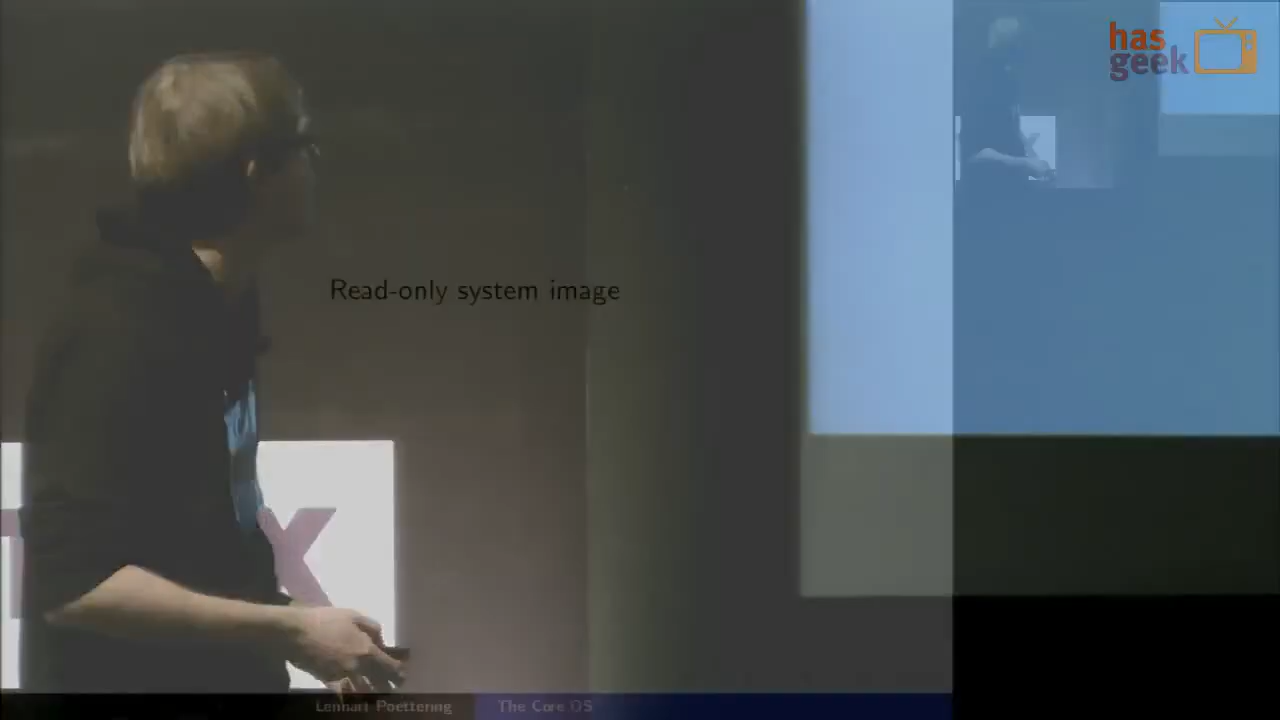 has
geek
Read-only system image
X
Lennart Poettering The Core OS